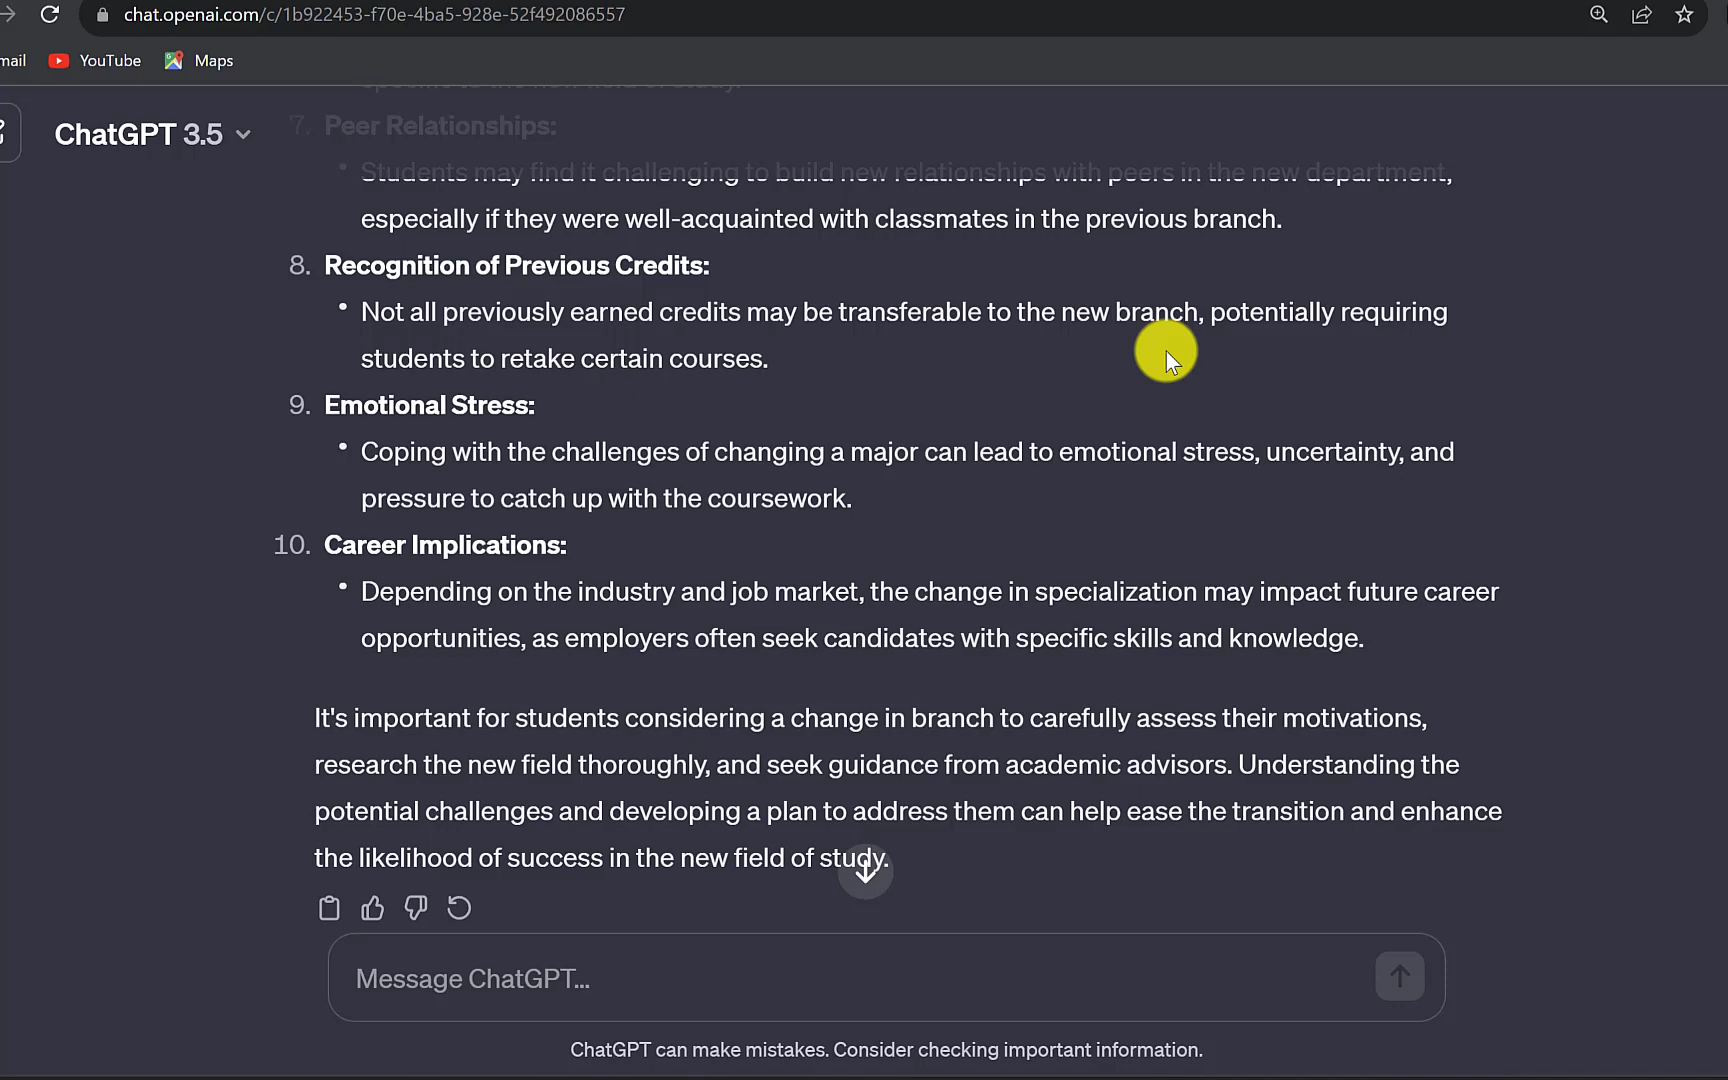 chat.openai.com/c/1b922453-f70e-4ba5-928e-52f492086557
mail YouTube Maps
ChatGPT 3.5
7. Peer Relationships:
• Students may find it challenging to build new relationships with peers in the new department,
especially if they were well-acquainted with classmates in the previous branch.
8. Recognition of Previous Credits:
• Not all previously earned credits may be transferable to the new branch, potentially requiring
students to retake certain courses.
9. Emotional Stress:
• Coping with the challenges of changing a major can lead to emotional stress, uncertainty, and
pressure to catch up with the coursework.
10. Career Implications:
• Depending on the industry and job market, the change in specialization may impact future career
opportunities, as employers often seek candidates with specific skills and knowledge.
It's important for students considering a change in branch to carefully assess their motivations,
research the new field thoroughly, and seek guidance from academic advisors. Understanding the
potential challenges and developing a plan to address them can help ease the transition and enhance
the likelihood of success in the new field of study.
Message ChatGPT...
ChatGPT can make mistakes. Consider checking important information.